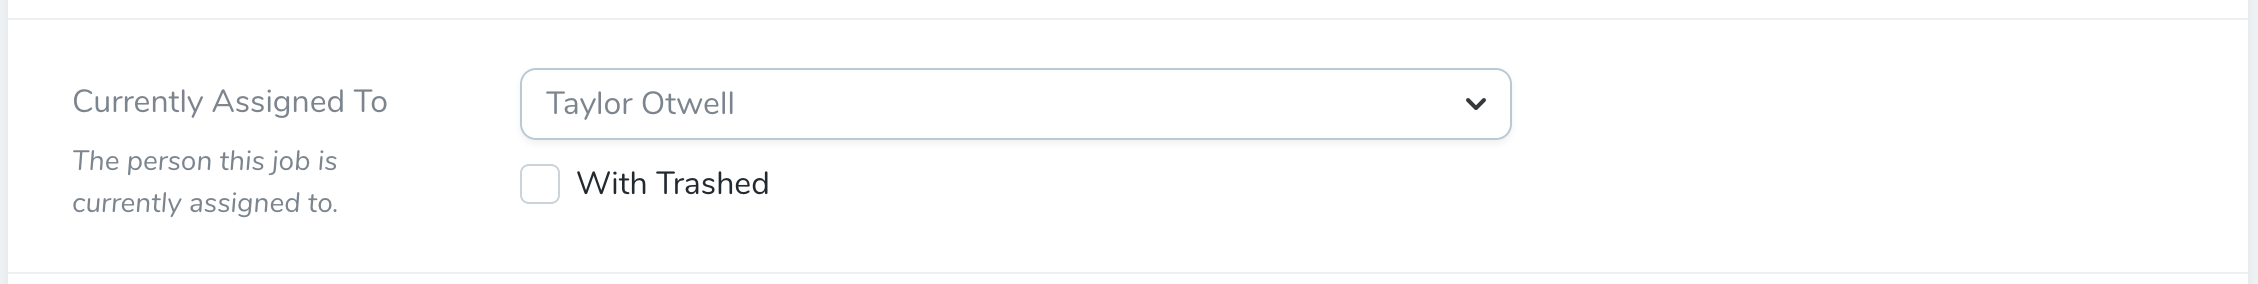 Currently Assigned To
Taylor Otwell
The person this job is
currently assigned to.
With Trashed